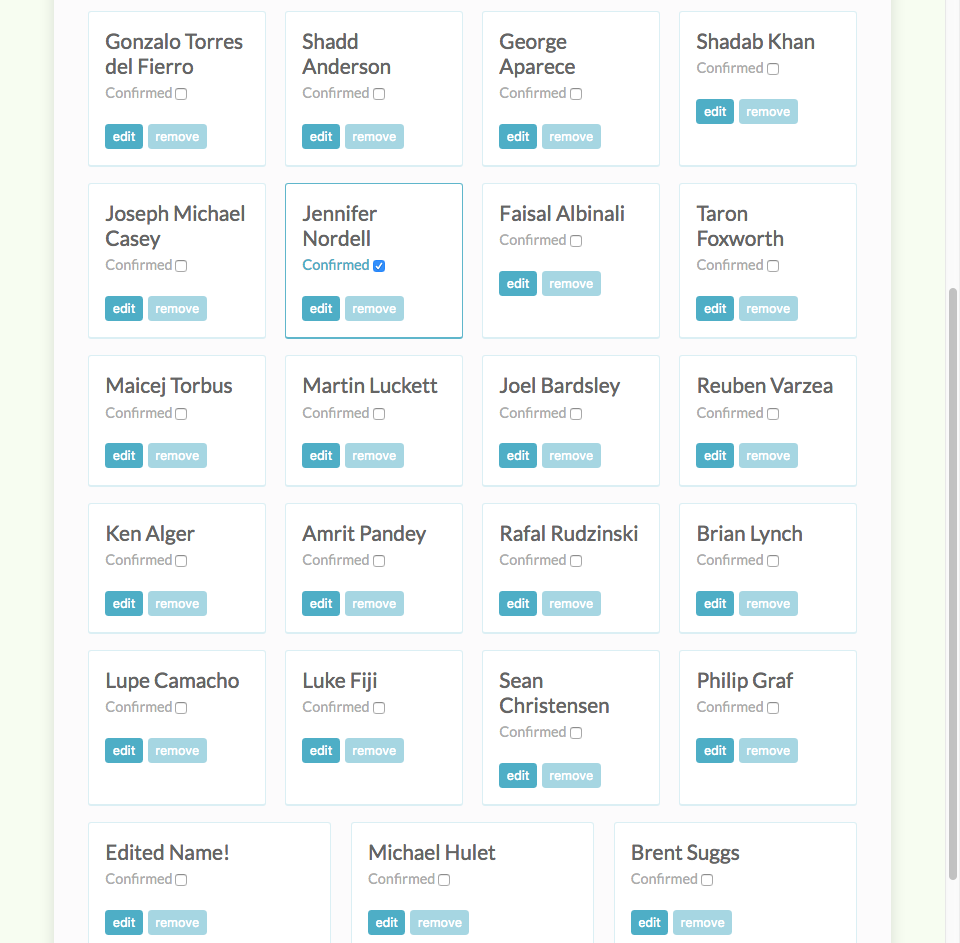 Gonzalo Torres
del Fierro
Confirmed
edit remove
Shadd
Anderson
Confirmed
edit remove
George
Aparece
Confirmed
edit remove
Shadab Khan
Confirmed
edit remove
Joseph Michael
Casey
Confirmed
edit remove
Jennifer
Nordell
Confirmed
edit remove
Faisal Albinali
Confirmed
edit remove
Taron
Foxworth
Confirmed
edit remove
Maicej Torbus
Confirmed
edit remove
Martin Luckett
Confirmed
edit remove
Joel Bardsley
Confirmed
edit remove
Reuben Varzea
Confirmed
edit remove
Ken Alger
Confirmed
edit remove
Amrit Pandey
Confirmed
edit remove
Rafal Rudzinski
Confirmed
edit remove
Brian Lynch
Confirmed
edit remove
Lupe Camacho
Confirmed
edit remove
Luke Fiji
Confirmed
edit remove
Sean
Christensen
Confirmed
edit remove
Philip Graf
Confirmed
edit remove
Edited Name!
Confirmed
edit remove
Michael Hulet
Confirmed
edit remove
Brent Suggs
Confirmed
edit remove